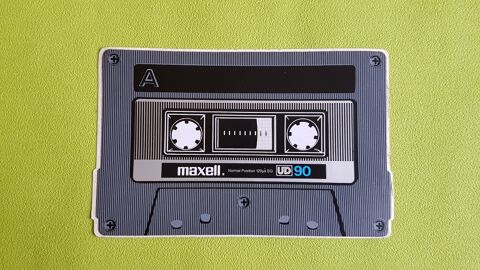 A
maxell. Normal Position 120µs EQ UD 90